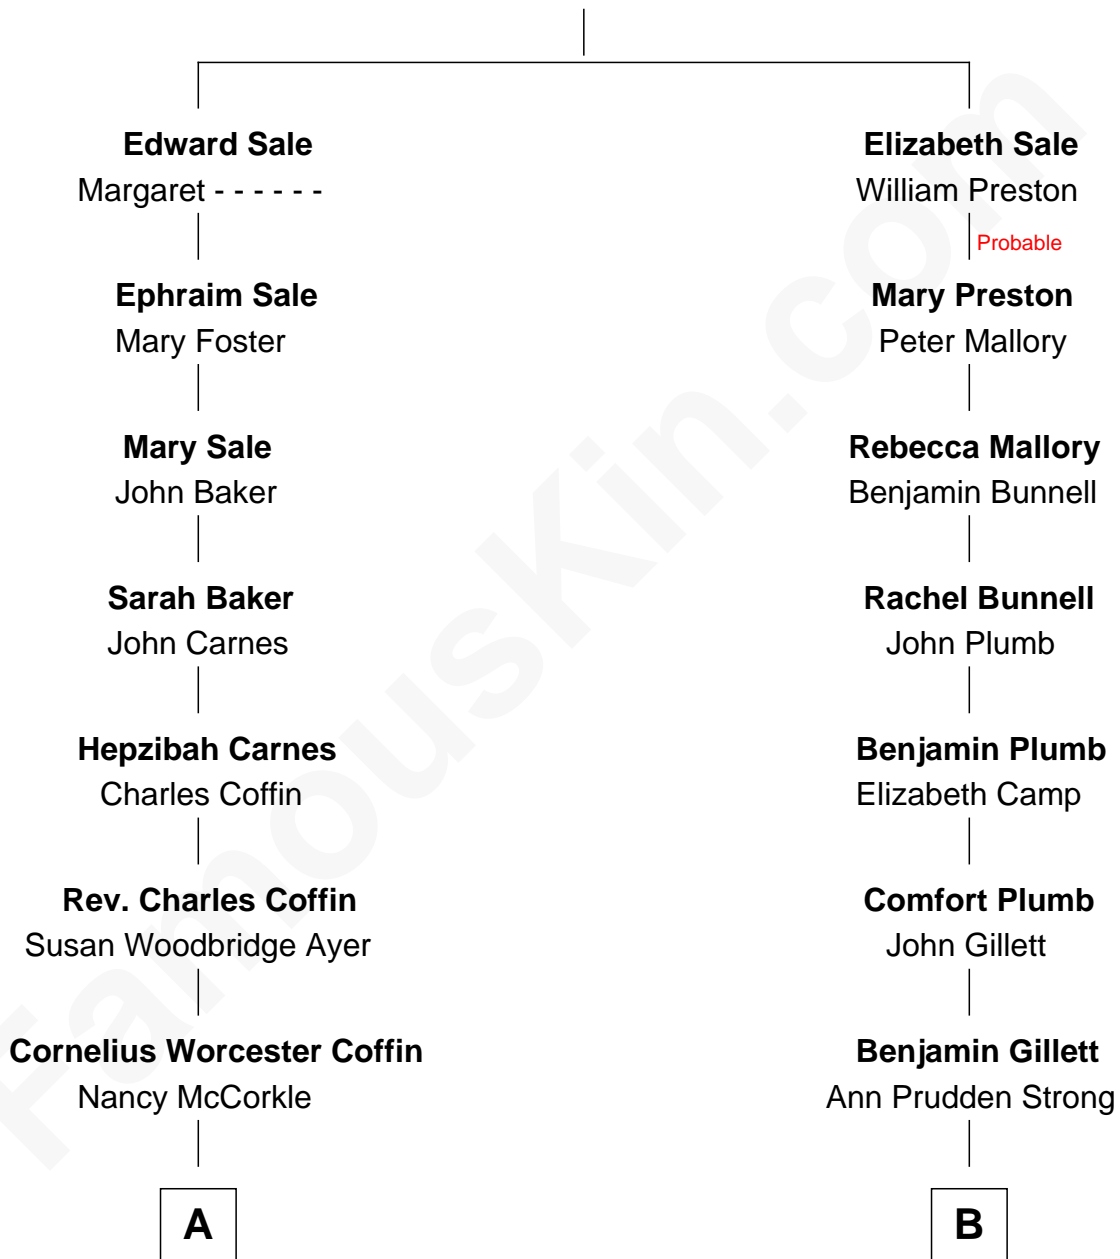 Edward Sale
Margaret - - - - - -
Ephraim Sale
Mary Foster
Mary Sale
John Baker
Sarah Baker
John Carnes
Hepzibah Carnes
Charles Coffin
Rev. Charles Coffin
Susan Woodbridge Ayer
Cornelius Worcester Coffin
Nancy McCorkle
A
Elizabeth Sale
William Preston
Probable
Mary Preston
Peter Mallory
Rebecca Mallory
Benjamin Bunnell
Rachel Bunnell
John Plumb
Benjamin Plumb
Elizabeth Camp
Comfort Plumb
John Gillett
Benjamin Gillett
Ann Prudden Strong
B
FamousKin.com